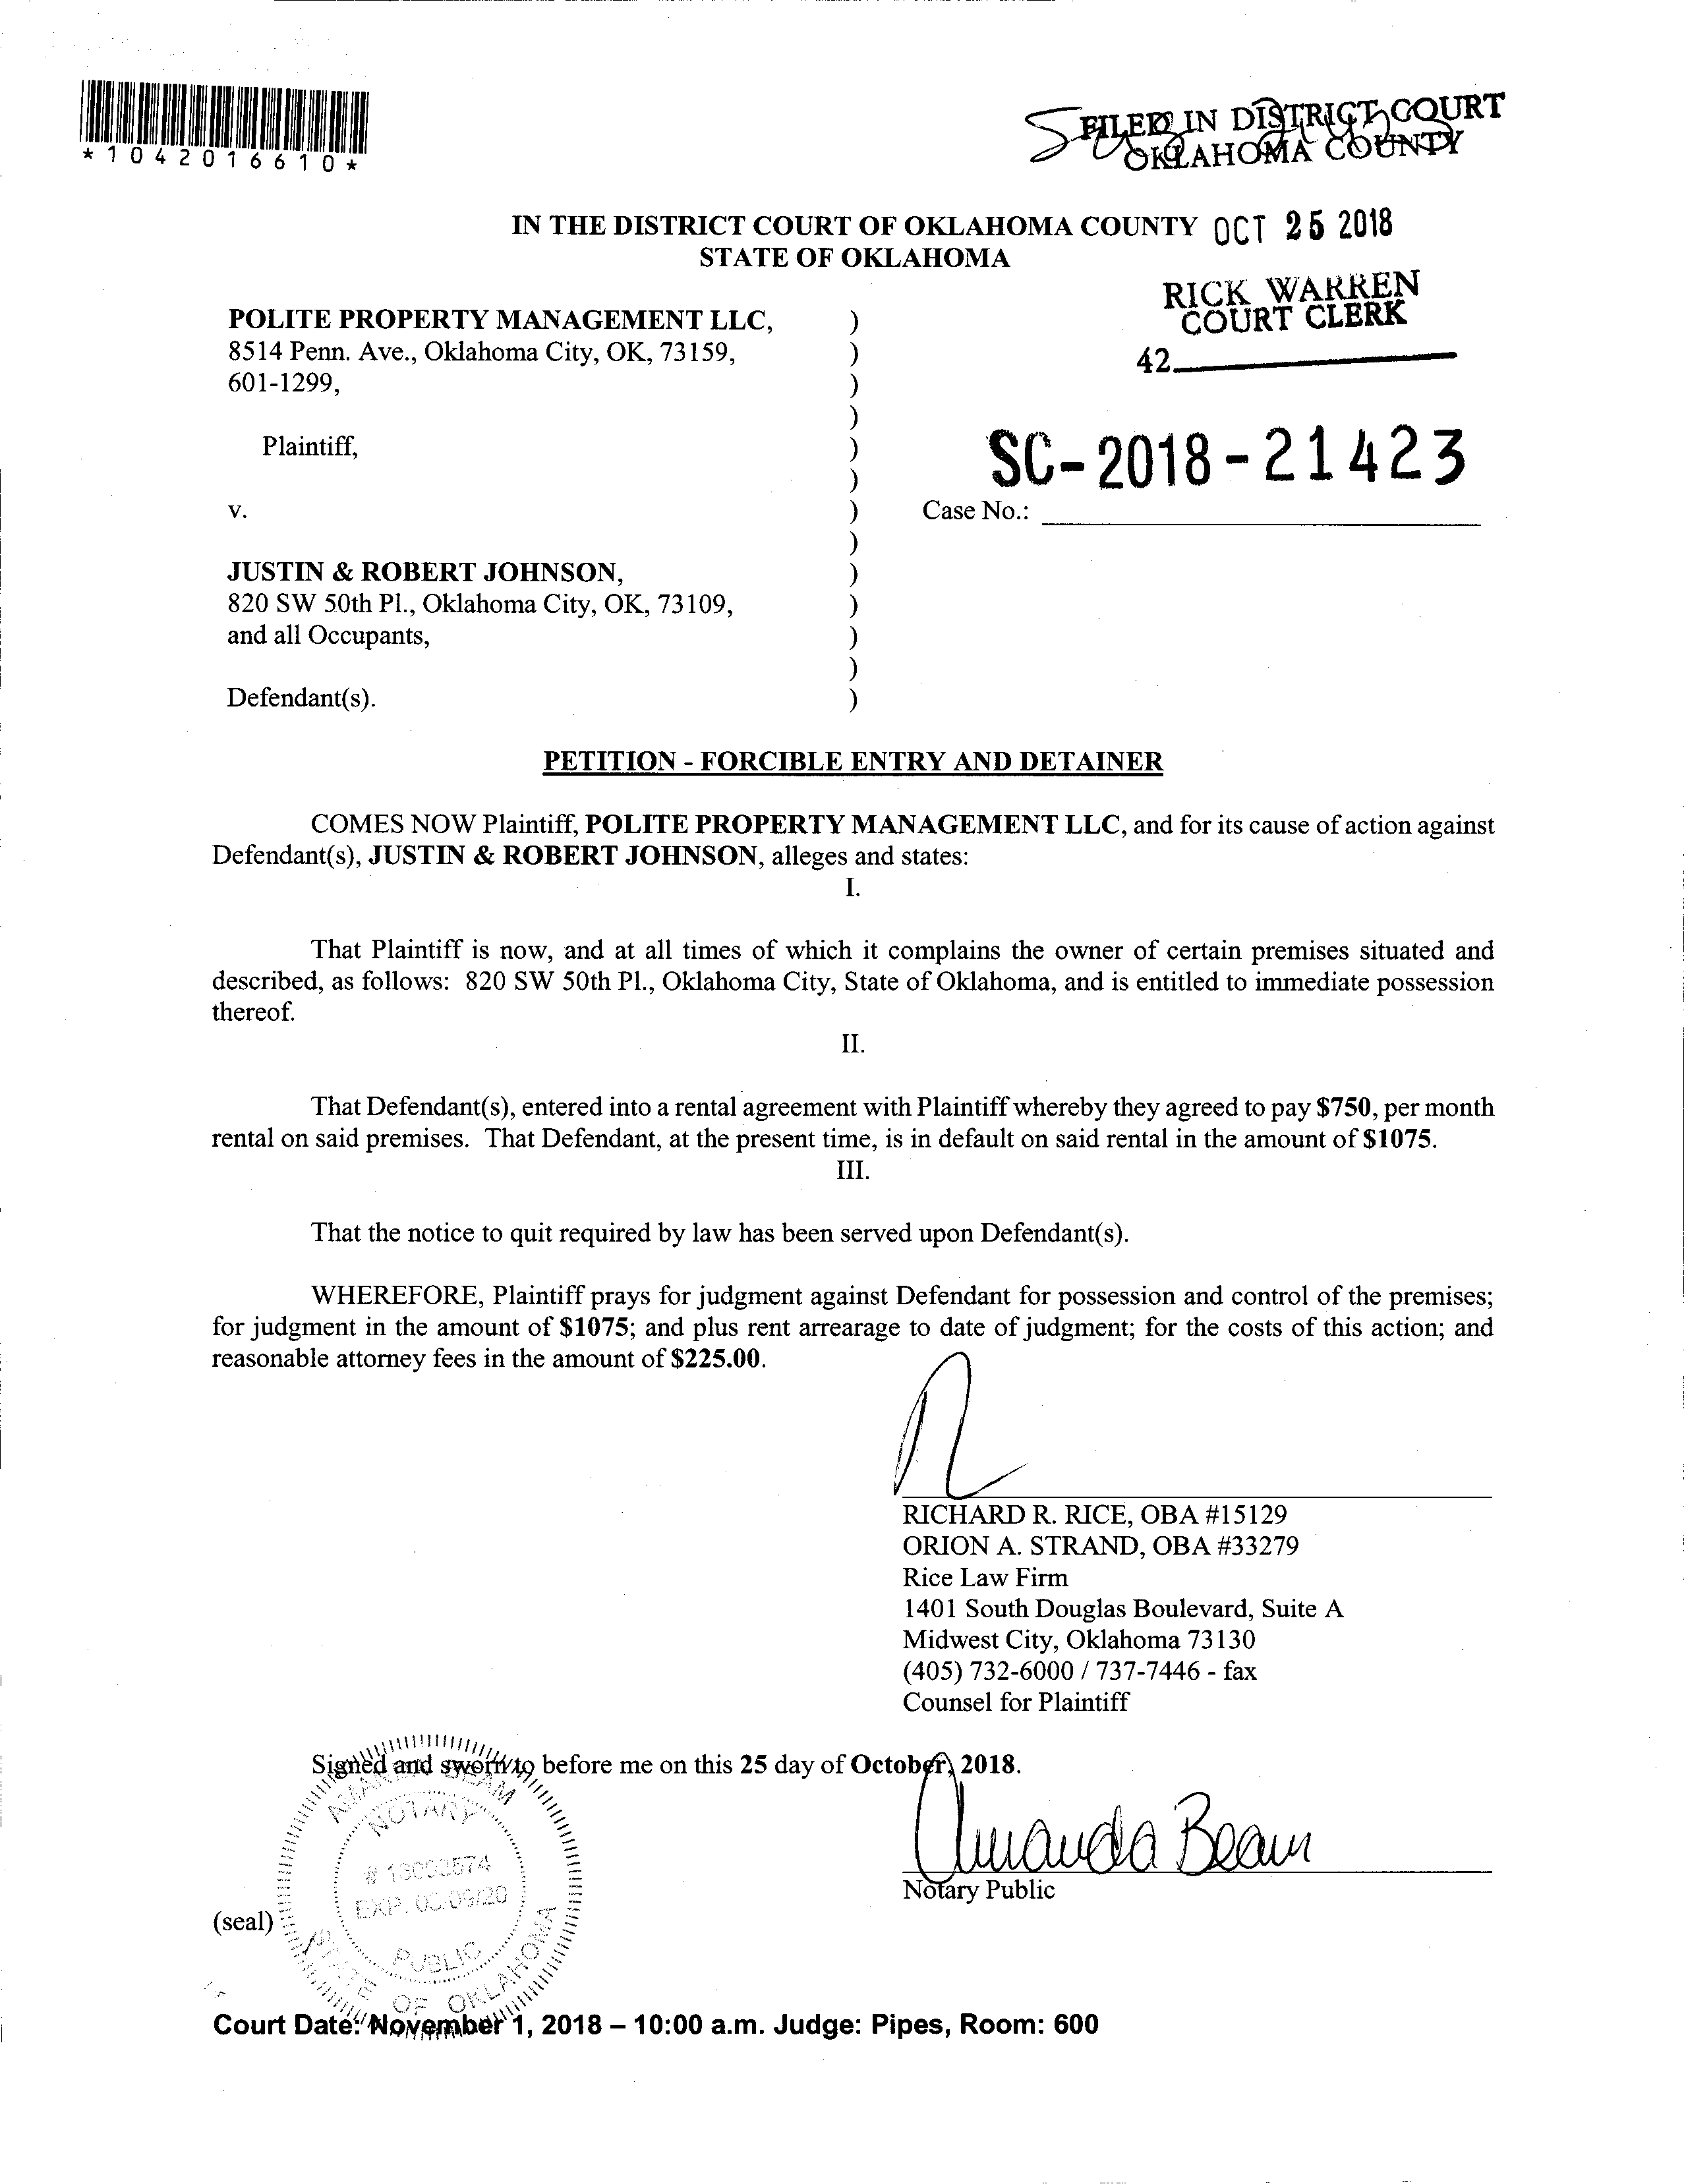 *1042016610*
FILED IN DISTRICT COURT
OKLAHOMA COUNTY
IN THE DISTRICT COURT OF OKLAHOMA COUNTY OCT 25 2018
STATE OF OKLAHOMA
RICK WARREN
COURT CLERK
42
POLITE PROPERTY MANAGEMENT LLC, )
8514 Penn. Ave., Oklahoma City, OK, 73159, )
601-1299, )
)
Plaintiff, )
SC-2018-21423
)
v. ) Case No.:
)
JUSTIN & ROBERT JOHNSON, )
820 SW 50th Pl., Oklahoma City, OK, 73109, )
and all Occupants, )
)
Defendant(s). )
PETITION - FORCIBLE ENTRY AND DETAINER
COMES NOW Plaintiff, POLITE PROPERTY MANAGEMENT LLC, and for its cause of action against
Defendant(s), JUSTIN & ROBERT JOHNSON, alleges and states:
I.
That Plaintiff is now, and at all times of which it complains the owner of certain premises situated and
described, as follows: 820 SW 50th Pl., Oklahoma City, State of Oklahoma, and is entitled to immediate possession
thereof.
II.
That Defendant(s), entered into a rental agreement with Plaintiff whereby they agreed to pay $750, per month
rental on said premises. That Defendant, at the present time, is in default on said rental in the amount of $1075.
III.
That the notice to quit required by law has been served upon Defendant(s).
WHEREFORE, Plaintiff prays for judgment against Defendant for possession and control of the premises;
for judgment in the amount of $1075; and plus rent arrearage to date of judgment; for the costs of this action; and
reasonable attorney fees in the amount of $225.00.
RICHARD R. RICE, OBA #15129
ORION A. STRAND, OBA #33279
Rice Law Firm
1401 South Douglas Boulevard, Suite A
Midwest City, Oklahoma 73130
(405) 732-6000 / 737-7446 - fax
Counsel for Plaintiff
Signed and sworn to before me on this 25 day of October, 2018.
AMANDA BEAM
NOTARY
PUBLIC
STATE OF OKLAHOMA
Amanda Beam
Notary Public
(seal)
Court Date: November 1, 2018 – 10:00 a.m. Judge: Pipes, Room: 600